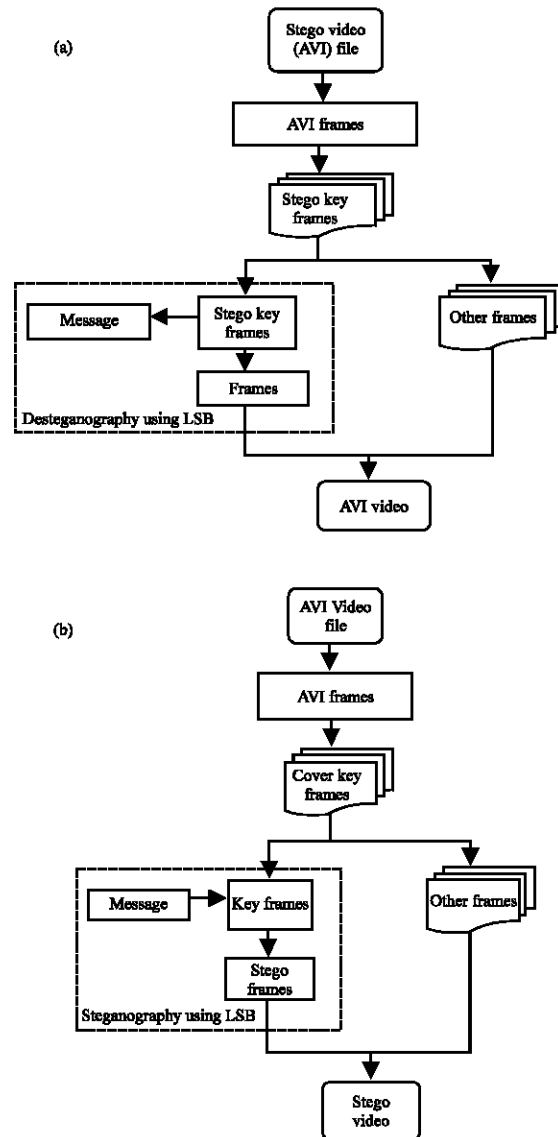 (a)
Stego video
(AVI) file
AVI frames
Stego key
frames
Message
Stego key
frames
Other frames
Frames
Desteganography using LSB
AVI video
(b)
AVI Video
file
AVI frames
Cover key
frames
Message
Key frames
Other frames
Stego
frames
Steganography using LSB
Stego
video